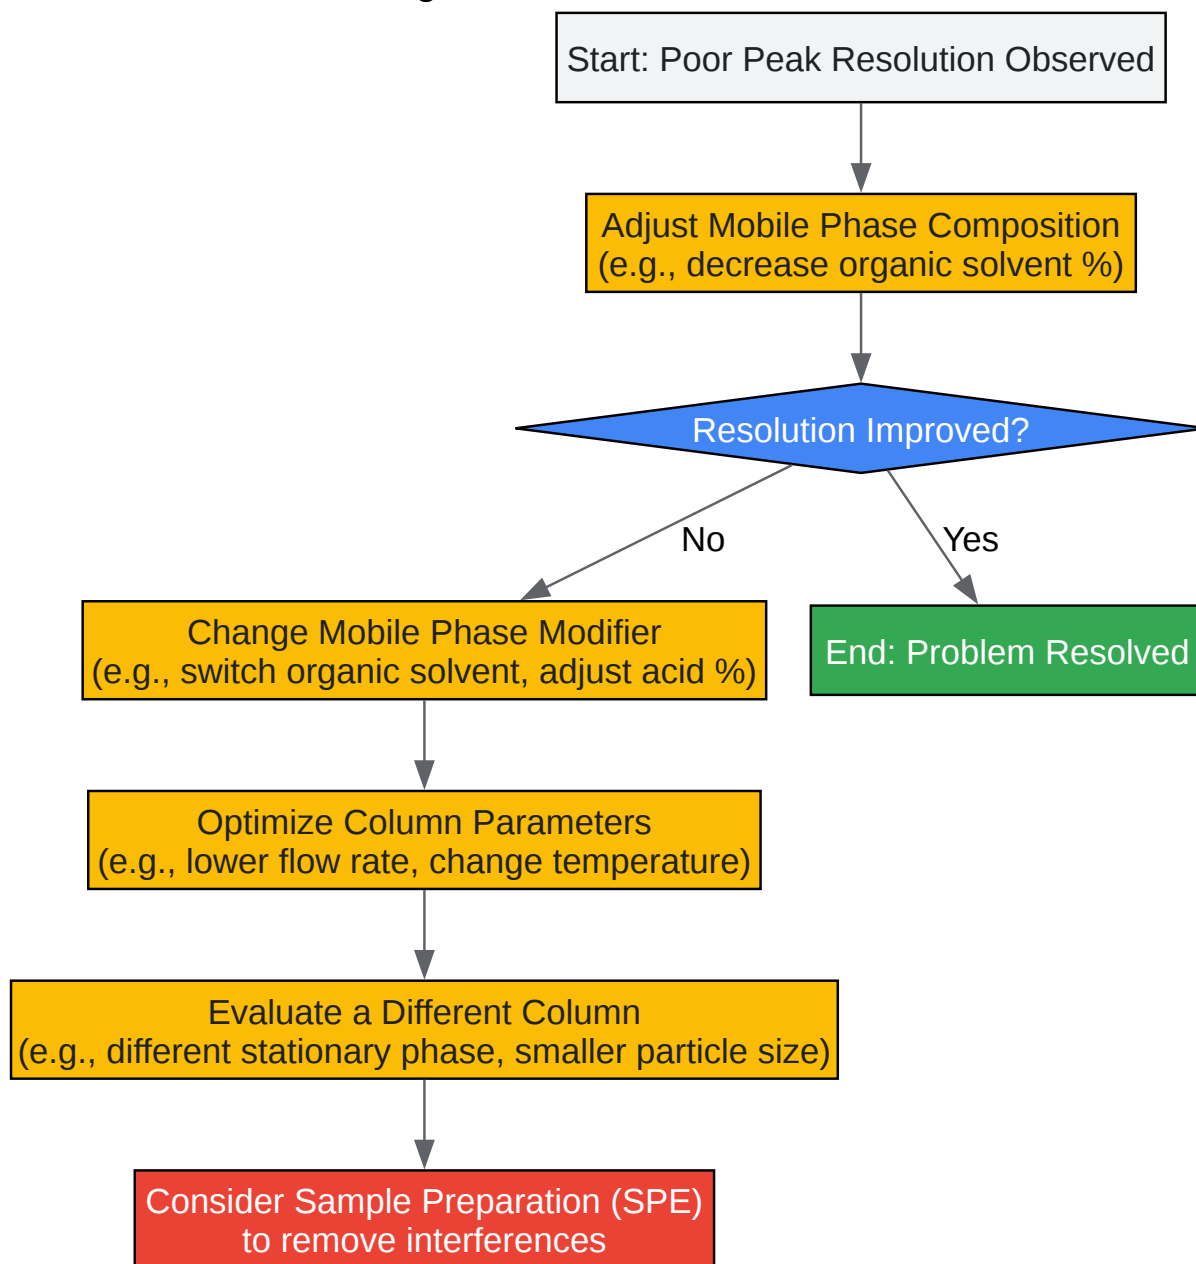 Start: Poor Peak Resolution Observed
Adjust Mobile Phase Composition
(e.g., decrease organic solvent %)
Resolution Improved?
No
Yes
Change Mobile Phase Modifier
(e.g., switch organic solvent, adjust acid %)
End: Problem Resolved
Optimize Column Parameters
(e.g., lower flow rate, change temperature)
Evaluate a Different Column
(e.g., different stationary phase, smaller particle size)
Consider Sample Preparation (SPE)
to remove interferences